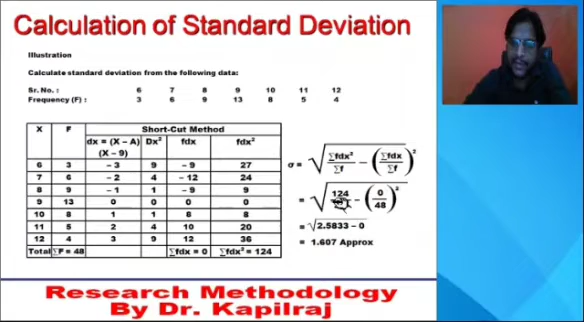 Calculation of Standard Deviation
Illustration
Calculate standard deviation from the following data:
Sr. No. : 6 7 8 9 10 11 12
Frequency (F) : 3 6 9 13 8 5 4
X F Short-Cut Method
dx = (X – A) Dx² fdx fdx²
(X – 9)
6 3 – 3 9 – 9 27
7 6 – 2 4 – 12 24
8 9 – 1 1 – 9 9
9 13 0 0 0 0
10 8 1 1 8 8
11 5 2 4 10 20
12 4 3 9 12 36
Total ∑F = 48 ∑fdx = 0 ∑fdx² = 124
σ = √ ∑fdx² / ∑f – (∑fdx / ∑f)²
= √ 124 / – (0 / 48)²
= √2.5833 – 0
= 1.607 Approx
Research Methodology
By Dr. Kapilraj